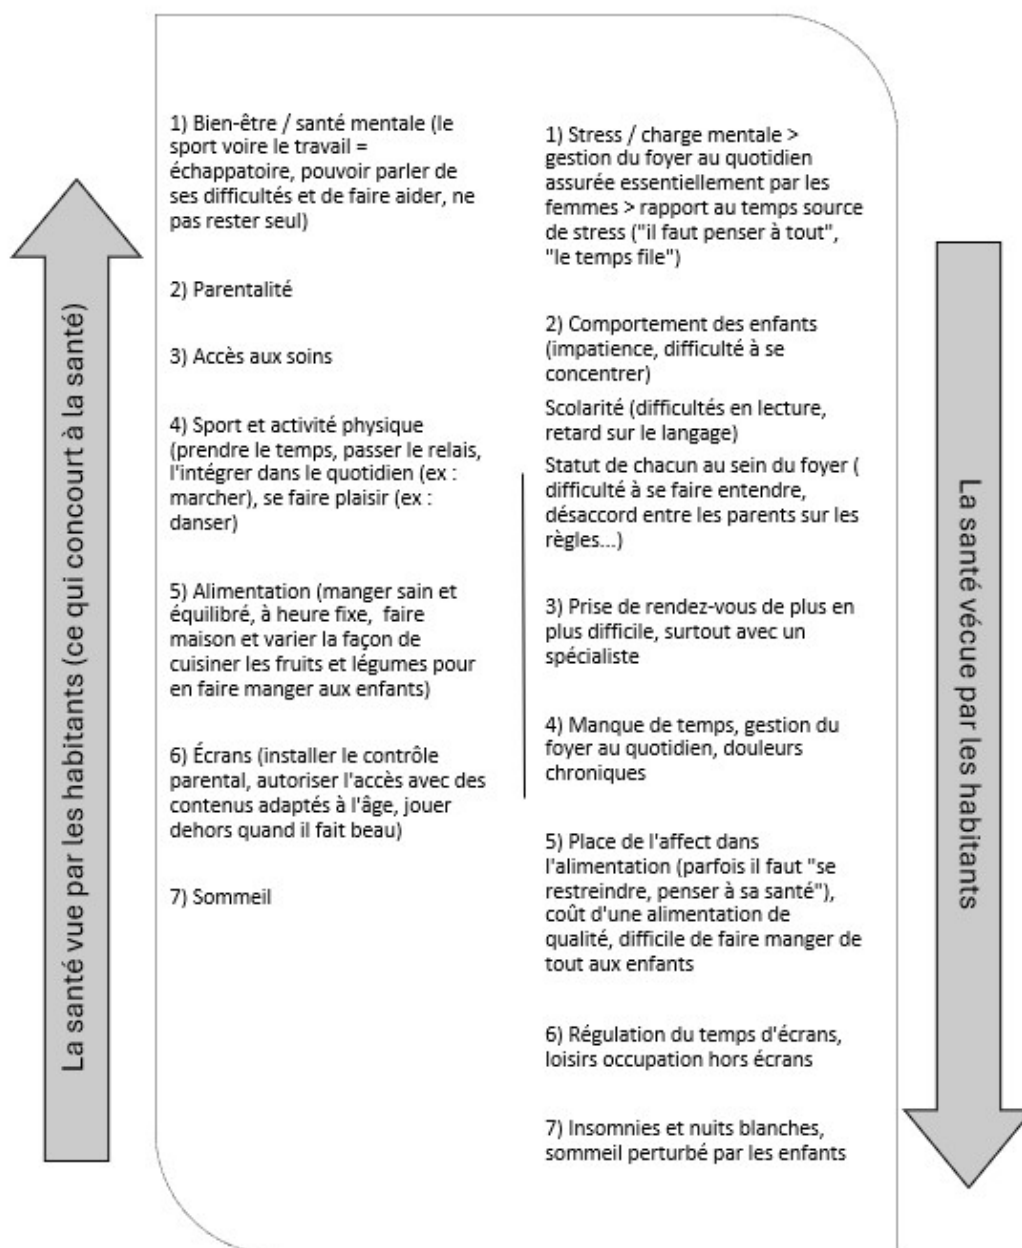 La santé vue par les habitants (ce qui concourt à la santé)
1) Bien-être / santé mentale (le
sport voire le travail =
échappatoire, pouvoir parler de
ses difficultés et de faire aider, ne
pas rester seul)
2) Parentalité
3) Accès aux soins
4) Sport et activité physique
(prendre le temps, passer le relais,
l'intégrer dans le quotidien (ex :
marcher), se faire plaisir (ex :
danser)
5) Alimentation (manger sain et
équilibré, à heure fixe, faire
maison et varier la façon de
cuisiner les fruits et légumes pour
en faire manger aux enfants)
6) Écrans (installer le contrôle
parental, autoriser l'accès avec des
contenus adaptés à l'âge, jouer
dehors quand il fait beau)
7) Sommeil
1) Stress / charge mentale >
gestion du foyer au quotidien
assurée essentiellement par les
femmes > rapport au temps source
de stress ("il faut penser à tout",
"le temps file")
2) Comportement des enfants
(impatience, difficulté à se
concentrer)
Scolarité (difficultés en lecture,
retard sur le langage)
Statut de chacun au sein du foyer (
difficulté à se faire entendre,
désaccord entre les parents sur les
règles...)
3) Prise de rendez-vous de plus en
plus difficile, surtout avec un
spécialiste
4) Manque de temps, gestion du
foyer au quotidien, douleurs
chroniques
5) Place de l'affect dans
l'alimentation (parfois il faut "se
restreindre, penser à sa santé"),
coût d'une alimentation de
qualité, difficile de faire manger de
tout aux enfants
6) Régulation du temps d'écrans,
loisirs occupation hors écrans
7) Insomnies et nuits blanches,
sommeil perturbé par les enfants
La santé vécue par les habitants